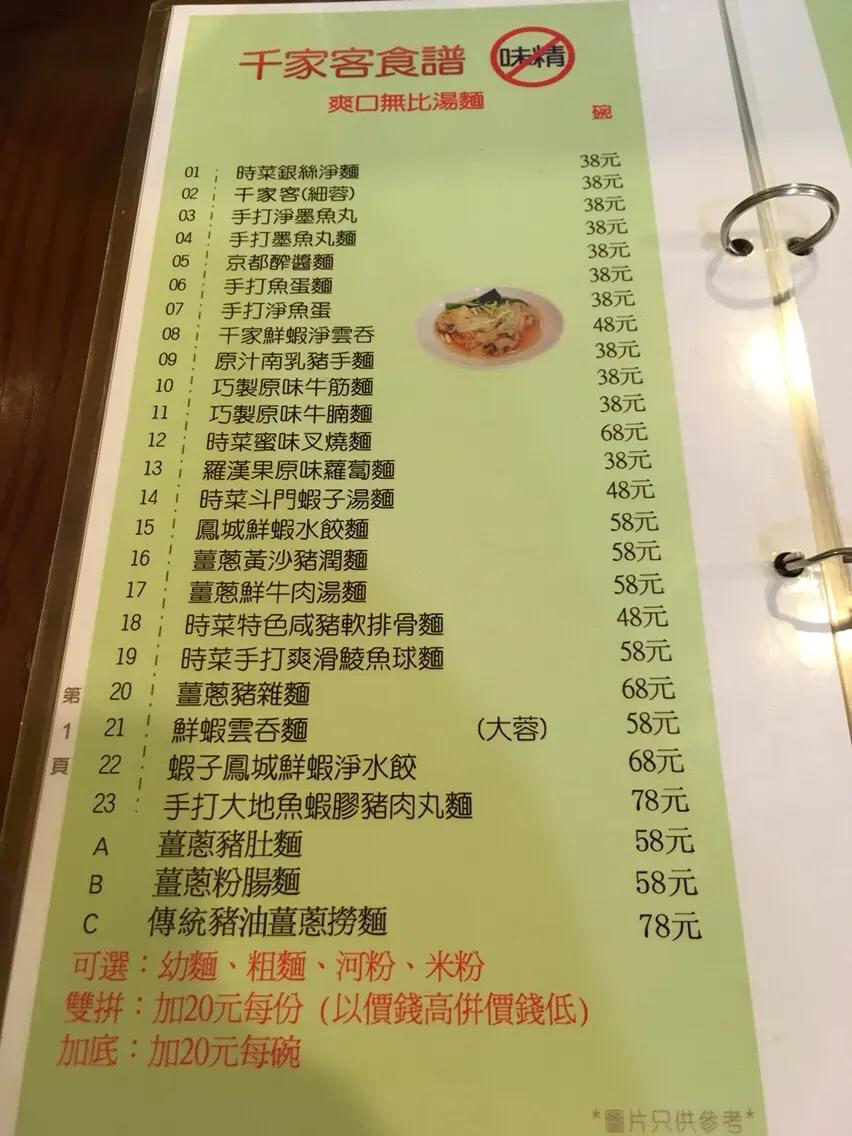 千家客食譜 味精
爽口無比湯麵 碗
01 時菜銀絲淨麵 38元
02 千家客(細蓉) 38元
03 手打淨墨魚丸 38元
04 手打墨魚丸麵 38元
05 京都醡醬麵 38元
06 手打魚蛋麵 38元
07 手打淨魚蛋 38元
08 千家鮮蝦淨雲吞 48元
09 原汁南乳豬手麵 38元
10 巧製原味牛筋麵 38元
11 巧製原味牛腩麵 38元
12 時菜蜜味叉燒麵 68元
13 羅漢果原味蘿蔔麵 38元
14 時菜斗門蝦子湯麵 48元
15 鳳城鮮蝦水餃麵 58元
16 薑蔥黃沙豬潤麵 58元
17 薑蔥鮮牛肉湯麵 58元
18 時菜特色咸豬軟排骨麵 48元
19 時菜手打爽滑鯪魚球麵 58元
20 薑蔥豬雜麵 68元
21 鮮蝦雲吞麵 (大蓉) 58元
22 蝦子鳳城鮮蝦淨水餃 68元
23 手打大地魚蝦膠豬肉丸麵 78元
A 薑蔥豬肚麵 58元
B 薑蔥粉腸麵 58元
C 傳統豬油薑蔥撈麵 78元
可選：幼麵、粗麵、河粉、米粉
雙拚：加20元每份 (以價錢高併價錢低)
加底：加20元每碗
第1頁
*圖片只供參考*